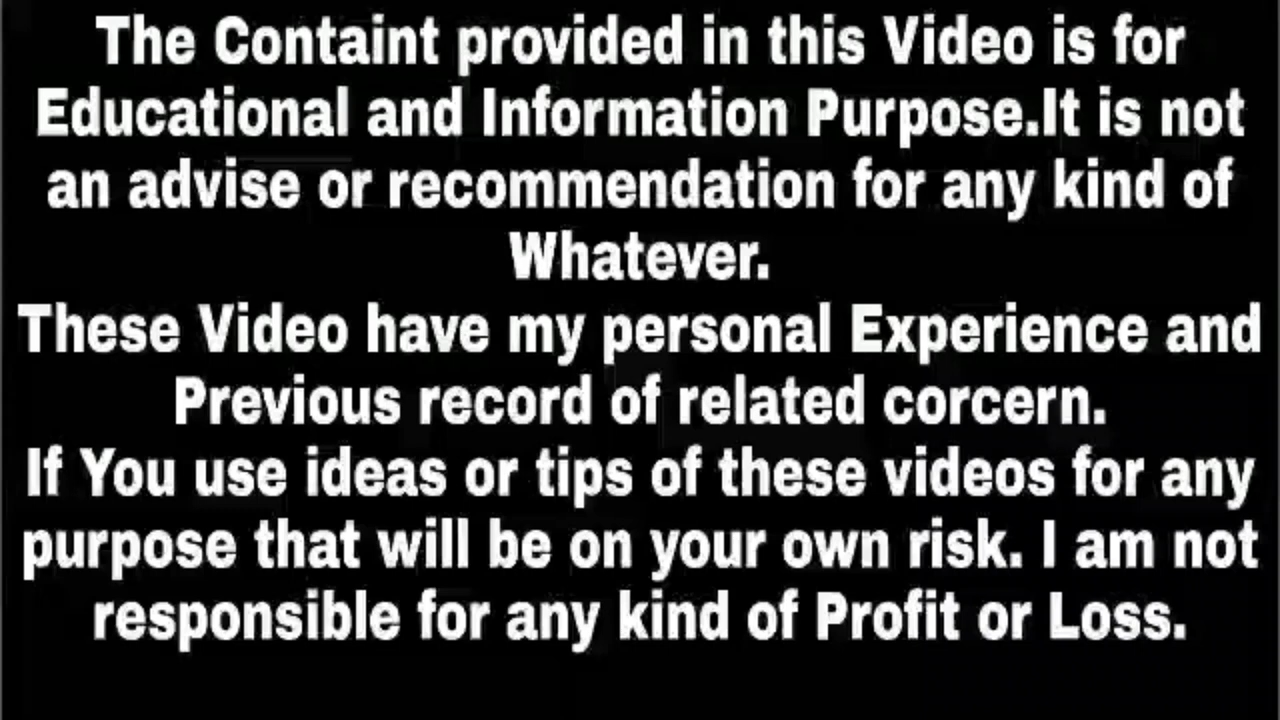 The Containt provided in this Video is for
Educational and Information Purpose.It is not
an advise or recommendation for any kind of
Whatever.
These Video have my personal Experience and
Previous record of related corcern.
If You use ideas or tips of these videos for any
purpose that will be on your own risk. I am not
responsible for any kind of Profit or Loss.